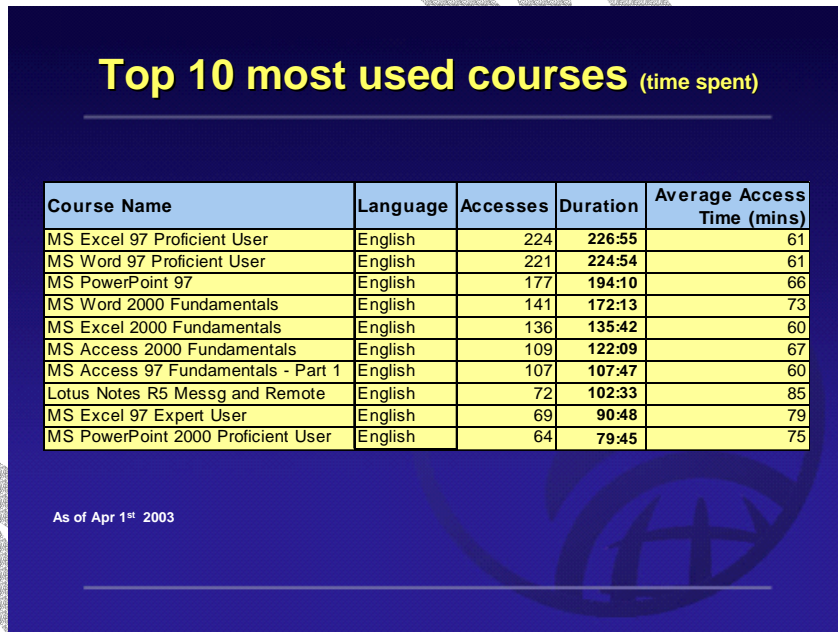 Top 10 most used courses (time spent)
Course Name Language Accesses Duration Average Access Time (mins)
MS Excel 97 Proficient User English 224 226:55 61
MS Word 97 Proficient User English 221 224:54 61
MS PowerPoint 97 English 177 194:10 66
MS Word 2000 Fundamentals English 141 172:13 73
MS Excel 2000 Fundamentals English 136 135:42 60
MS Access 2000 Fundamentals English 109 122:09 67
MS Access 97 Fundamentals - Part 1 English 107 107:47 60
Lotus Notes R5 Messg and Remote English 72 102:33 85
MS Excel 97 Expert User English 69 90:48 79
MS PowerPoint 2000 Proficient User English 64 79:45 75
As of Apr 1st 2003